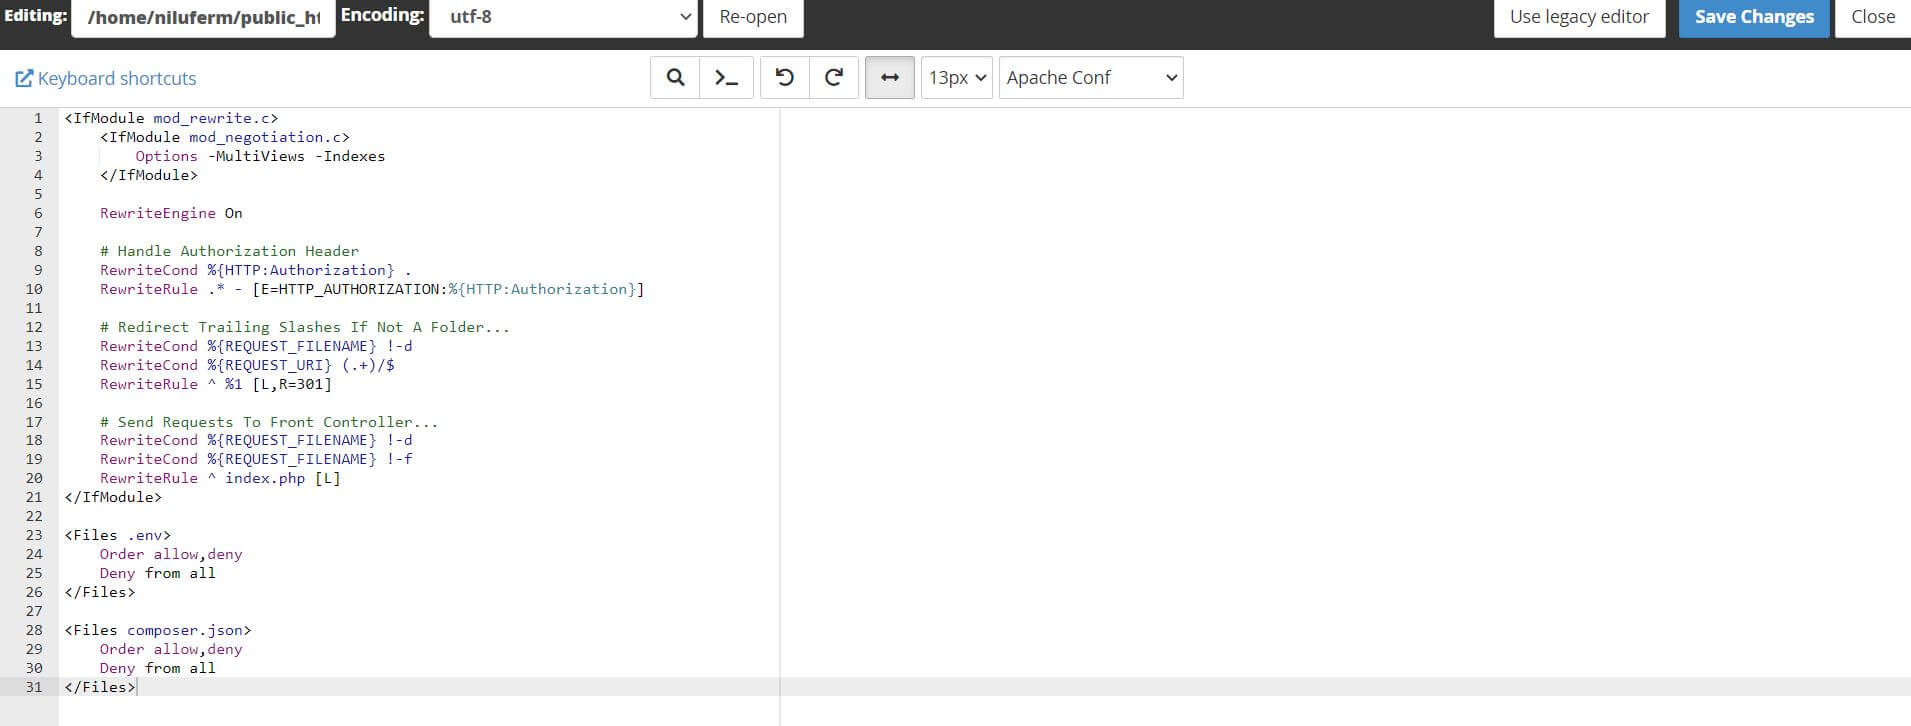 Editing: /home/niluferm/public_ht Encoding: utf-8 Re-open Use legacy editor Save Changes Close
Keyboard shortcuts 13px Apache Conf
1 <IfModule mod_rewrite.c>
2     <IfModule mod_negotiation.c>
3         Options -MultiViews -Indexes
4     </IfModule>
5
6     RewriteEngine On
7
8     # Handle Authorization Header
9     RewriteCond %{HTTP:Authorization} .
10     RewriteRule .* - [E=HTTP_AUTHORIZATION:%{HTTP:Authorization}]
11
12     # Redirect Trailing Slashes If Not A Folder...
13     RewriteCond %{REQUEST_FILENAME} !-d
14     RewriteCond %{REQUEST_URI} (.+)/$
15     RewriteRule ^ %1 [L,R=301]
16
17     # Send Requests To Front Controller...
18     RewriteCond %{REQUEST_FILENAME} !-d
19     RewriteCond %{REQUEST_FILENAME} !-f
20     RewriteRule ^ index.php [L]
21 </IfModule>
22
23 <Files .env>
24     Order allow,deny
25     Deny from all
26 </Files>
27
28 <Files composer.json>
29     Order allow,deny
30     Deny from all
31 </Files>